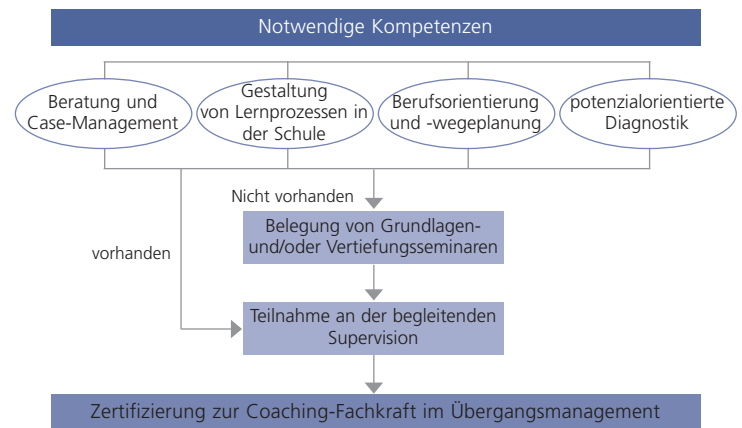 Notwendige Kompetenzen
Beratung und
Case-Management
Gestaltung
von Lernprozessen in
der Schule
Berufsorientierung
und -wegeplanung
potenzialorientierte
Diagnostik
Nicht vorhanden
Belegung von Grundlagen-
und/oder Vertiefungsseminaren
vorhanden
Teilnahme an der begleitenden
Supervision
Zertifizierung zur Coaching-Fachkraft im Übergangsmanagement